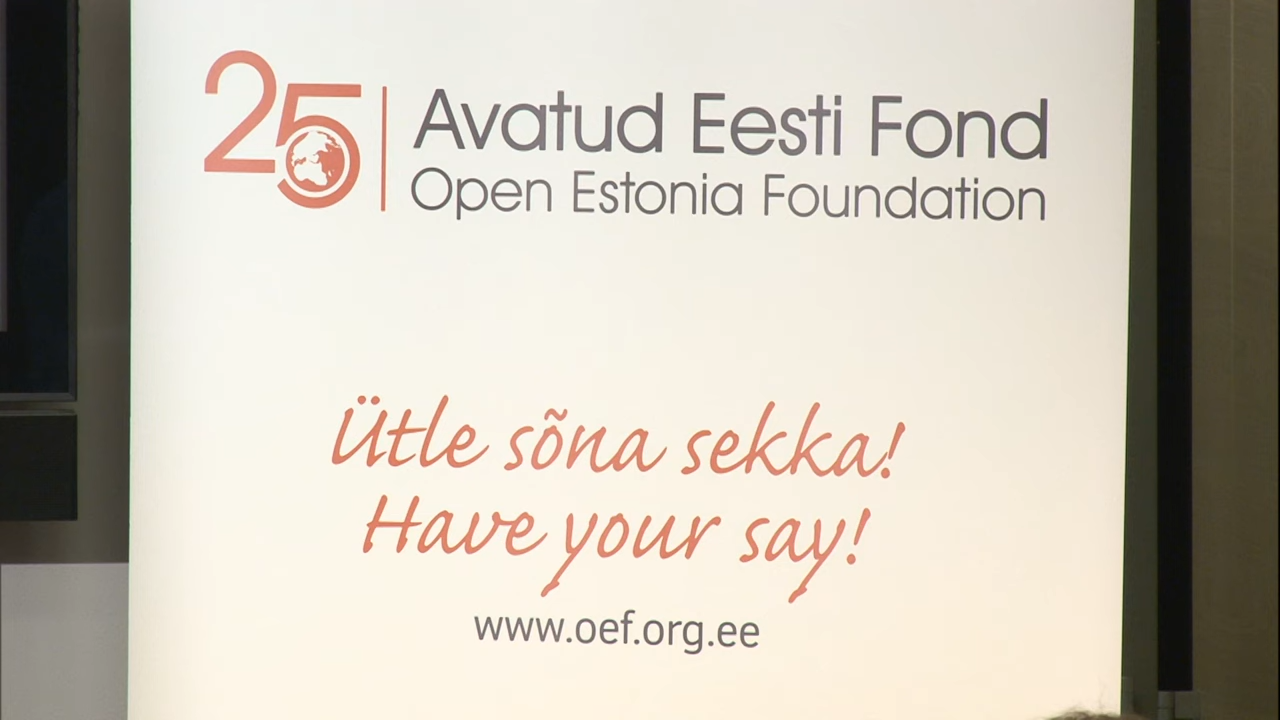 25
Avatud Eesti Fond
Open Estonia Foundation
Ütle sõna sekka!
Have your say!
www.oef.org.ee